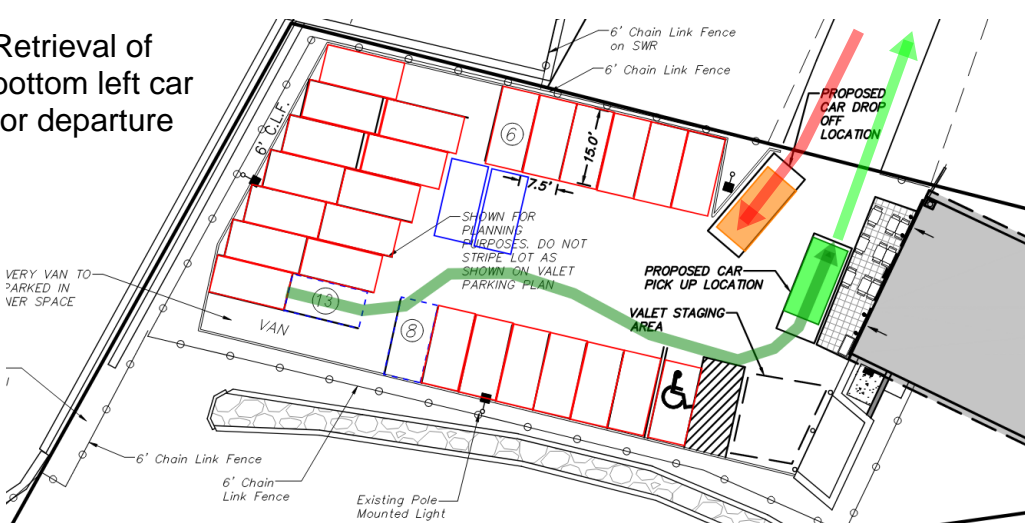 Retrieval of
bottom left car
for departure
6' Chain Link Fence
on SWR
6' Chain Link Fence
6' C.L.F.
6
15.0'
7.5'
PROPOSED
CAR DROP
OFF
LOCATION
SHOWN FOR
PLANNING
PURPOSES. DO NOT
STRIPE LOT AS
SHOWN ON VALET
PARKING PLAN
VERY VAN TO
PARKED IN
NER SPACE
PROPOSED CAR
PICK UP LOCATION
VALET STAGING
AREA
13
8
VAN
6' Chain Link Fence
6' Chain
Link Fence
Existing Pole
Mounted Light